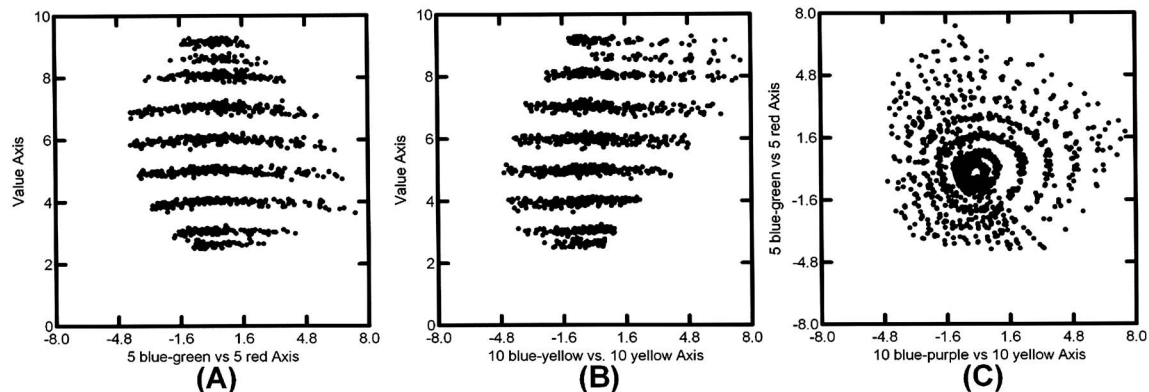 10
8
6
4
2
0
Value Axis
-8.0 -4.8 -1.6 1.6 4.8 8.0
5 blue-green vs 5 red Axis
(A)
10
8
6
4
2
0
Value Axis
-8.0 -4.8 -1.6 1.6 4.8 8.0
10 blue-yellow vs. 10 yellow Axis
(B)
8.0
4.8
1.6
-1.6
-4.8
-8.0
5 blue-green vs 5 red Axis
-8.0 -4.8 -1.6 1.6 4.8 8.0
10 blue-purple vs 10 yellow Axis
(C)